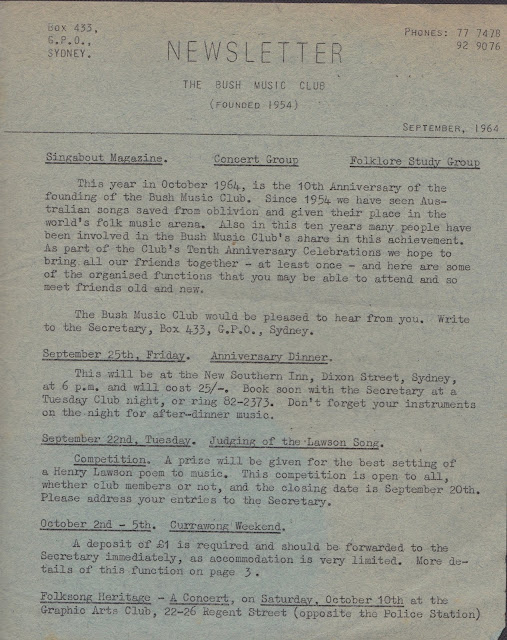 Box 433,
G.P.O.,
SYDNEY.
PHONES: 77 7478
92 9076
NEWSLETTER
THE BUSH MUSIC CLUB
(FOUNDED 1954)
SEPTEMBER, 1964
Singabout Magazine. Concert Group Folklore Study Group
This year in October 1964, is the 10th Anniversary of the
founding of the Bush Music Club. Since 1954 we have seen Aus-
tralian songs saved from oblivion and given their place in the
world's folk music arena. Also in this ten years many people have
been involved in the Bush Music Club's share in this achievement.
As part of the Club's Tenth Anniversary Celebrations we hope to
bring all our friends together - at least once - and here are some
of the organised functions that you may be able to attend and so
meet friends old and new.
The Bush Music Club would be pleased to hear from you. Write
to the Secretary, Box 433, G.P.O., Sydney.
September 25th, Friday. Anniversary Dinner.
This will be at the New Southern Inn, Dixon Street, Sydney,
at 6 p.m. and will cost 25/-. Book soon with the Secretary at a
Tuesday Club night, or ring 82-2373. Don't forget your instruments
on the night for after-dinner music.
September 22nd, Tuesday. Judging of the Lawson Song.
Competition. A prize will be given for the best setting of
a Henry Lawson poem to music. This competition is open to all,
whether club members or not, and the closing date is September 20th.
Please address your entries to the Secretary.
October 2nd - 5th. Currawong Weekend.
A deposit of £1 is required and should be forwarded to the
Secretary immediately, as accommodation is very limited. More de-
tails of this function on page 3.
Folksong Heritage - A Concert, on Saturday, October 10th at the
Graphic Arts Club, 22-26 Regent Street (opposite the Police Station)